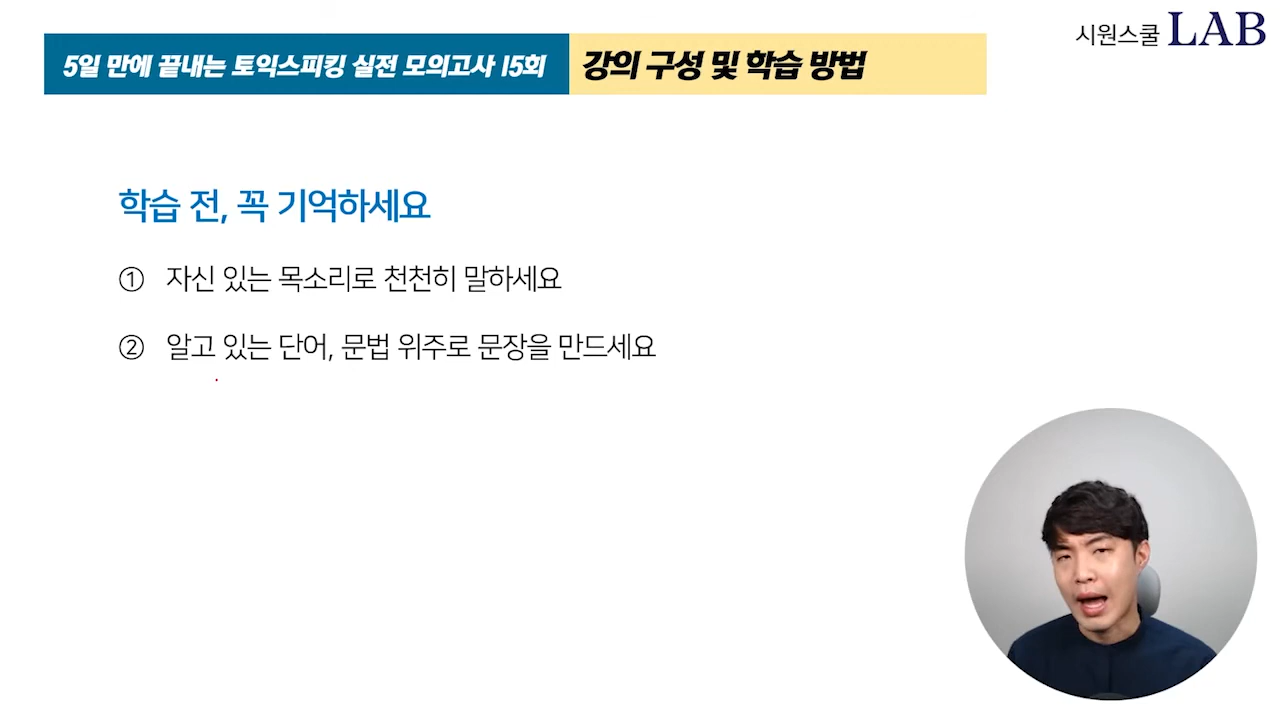 시원스쿨 LAB
5일 만에 끝내는 토익스피킹 실전 모의고사 15회 강의 구성 및 학습 방법
학습 전, 꼭 기억하세요
① 자신 있는 목소리로 천천히 말하세요
② 알고 있는 단어, 문법 위주로 문장을 만드세요